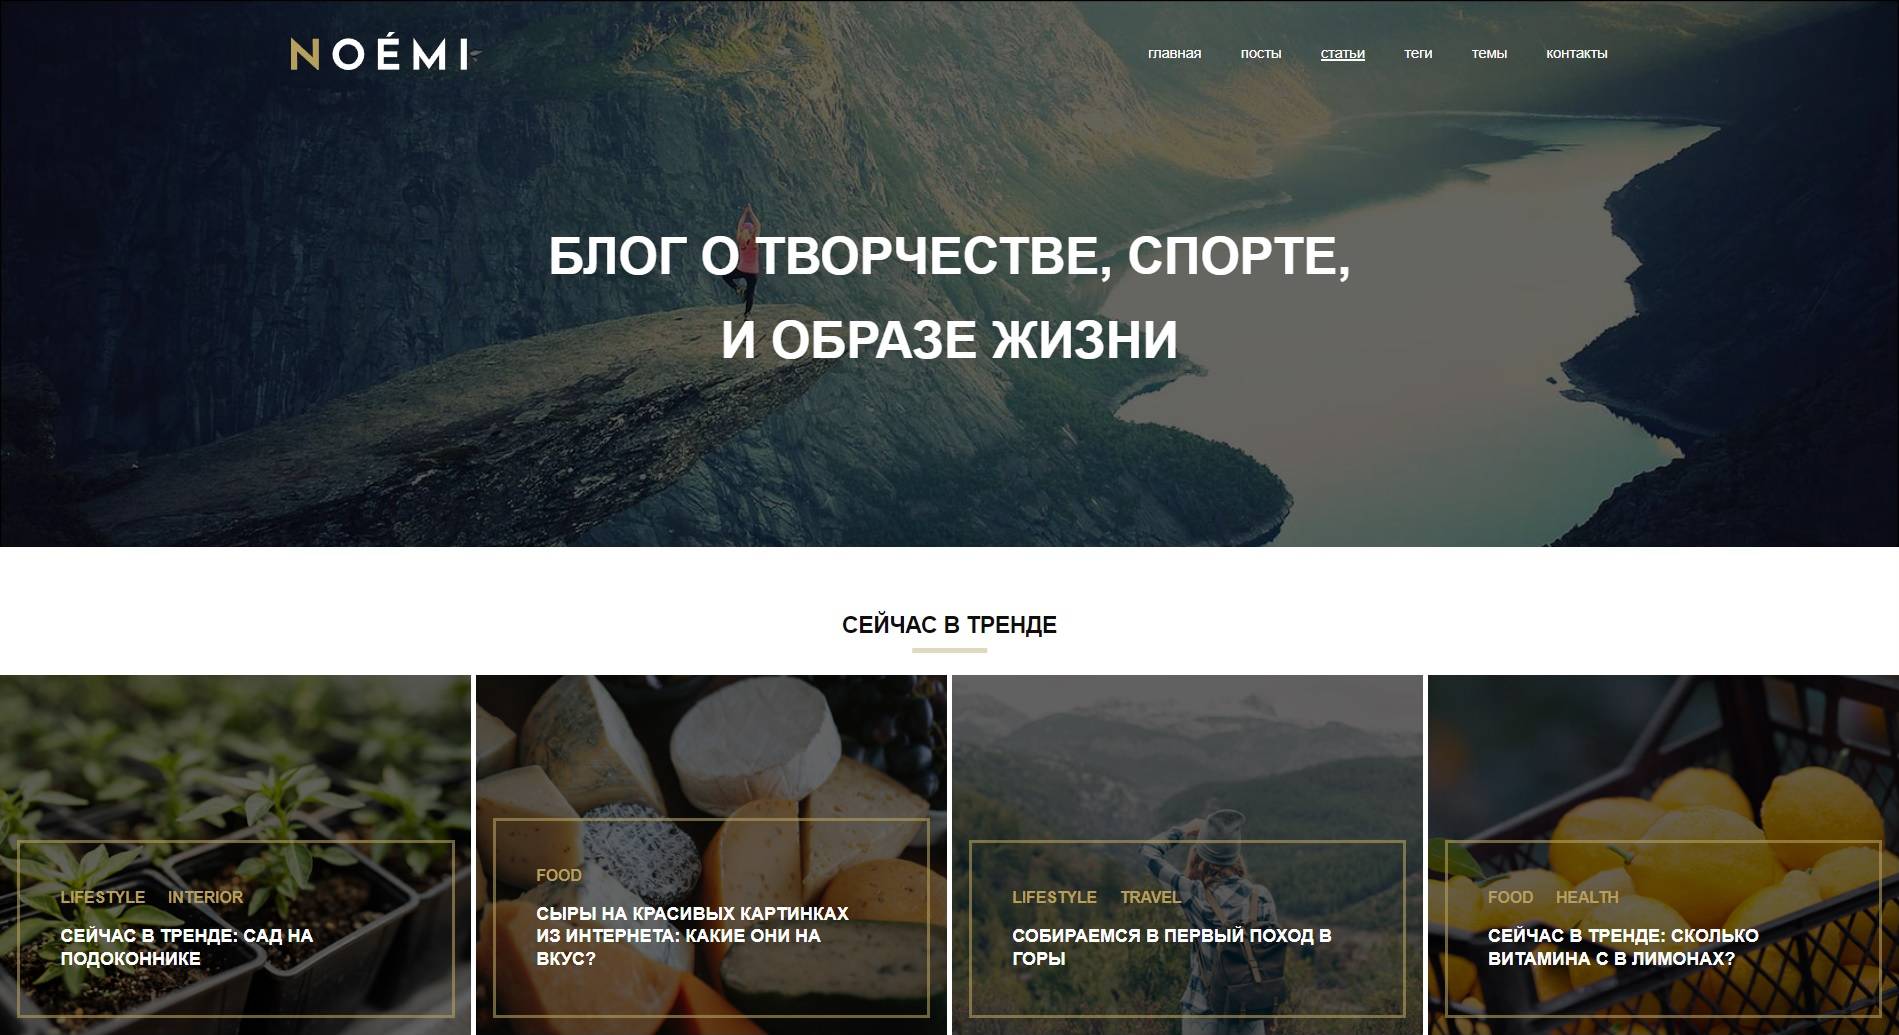 NOÉMI
главная посты статьи теги темы контакты
БЛОГ О ТВОРЧЕСТВЕ, СПОРТЕ,
И ОБРАЗЕ ЖИЗНИ
СЕЙЧАС В ТРЕНДЕ
LIFESTYLE INTERIOR
СЕЙЧАС В ТРЕНДЕ: САД НА
ПОДОКОННИКЕ
FOOD
СЫРЫ НА КРАСИВЫХ КАРТИНКАХ
ИЗ ИНТЕРНЕТА: КАКИЕ ОНИ НА
ВКУС?
LIFESTYLE TRAVEL
СОБИРАЕМСЯ В ПЕРВЫЙ ПОХОД В
ГОРЫ
FOOD HEALTH
СЕЙЧАС В ТРЕНДЕ: СКОЛЬКО
ВИТАМИНА С В ЛИМОНАХ?